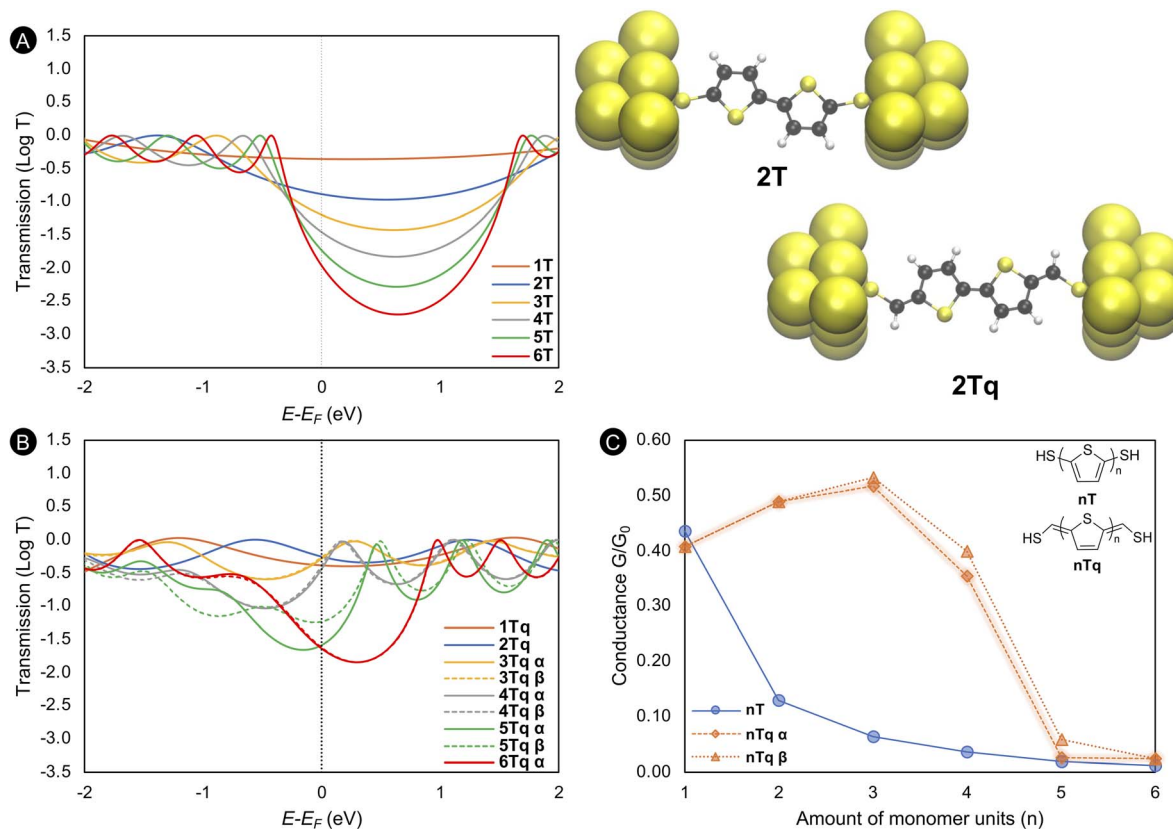 A
1.5
1.0
0.5
0.0
-0.5
-1.0
-1.5
-2.0
-2.5
-3.0
-3.5
Transmission (Log T)
-2
-1
0
1
2
E-E_F (eV)
1T
2T
3T
4T
5T
6T
2T
2Tq
B
1.5
1.0
0.5
0.0
-0.5
-1.0
-1.5
-2.0
-2.5
-3.0
-3.5
Transmission (Log T)
-2
-1
0
1
2
E-E_F (eV)
1Tq
2Tq
3Tq α
3Tq β
4Tq α
4Tq β
5Tq α
5Tq β
6Tq α
C
0.60
0.50
0.40
0.30
0.20
0.10
0.00
Conductance G/G₀
1
2
3
4
5
6
Amount of monomer units (n)
nT
nTq α
nTq β
HS
S
SH
n
nT
HS
S
n
SH
nTq